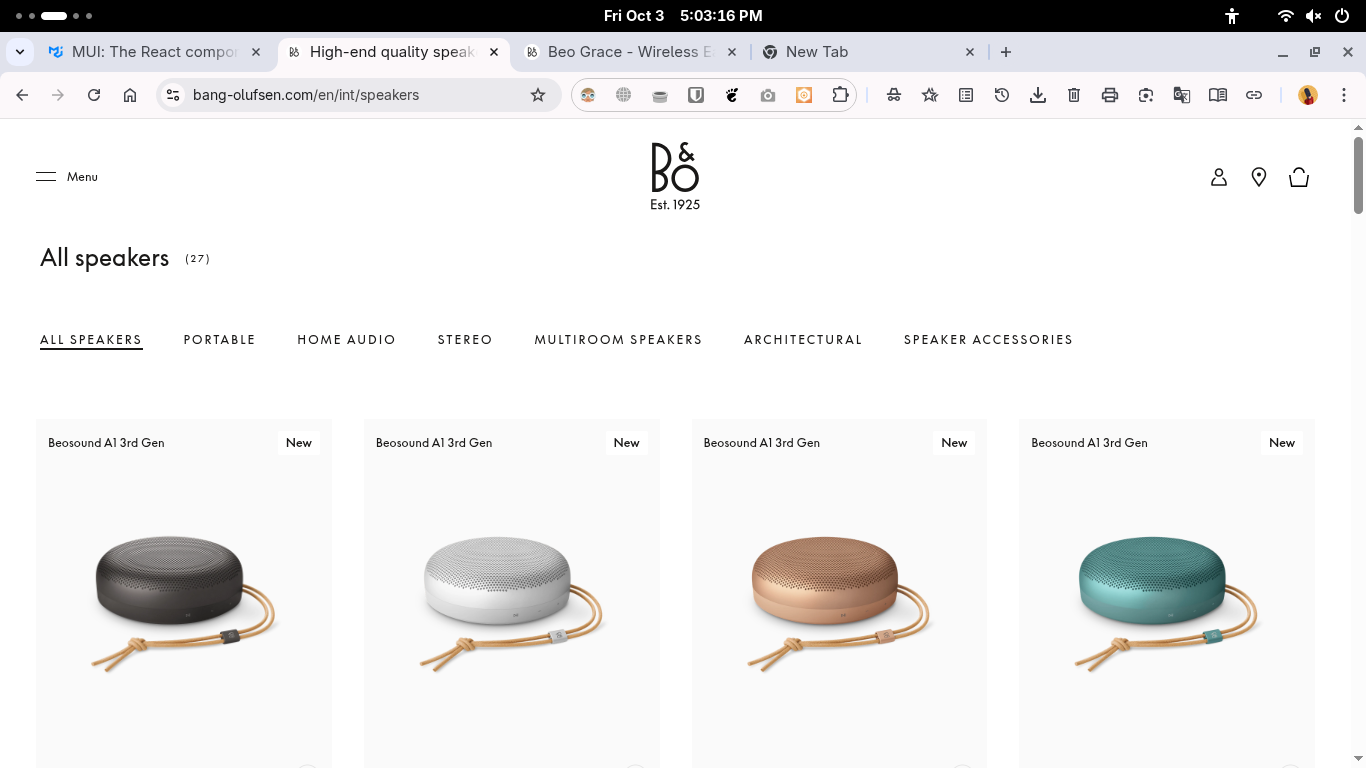 Fri Oct 3 5:03:16 PM
MUI: The React compo
High-end quality speak
Beo Grace - Wireless E
New Tab
bang-olufsen.com/en/int/speakers
Menu
B&O
Est. 1925
All speakers (27)
ALL SPEAKERS PORTABLE HOME AUDIO STEREO MULTIROOM SPEAKERS ARCHITECTURAL SPEAKER ACCESSORIES
Beosound A1 3rd Gen New
Beosound A1 3rd Gen New
Beosound A1 3rd Gen New
Beosound A1 3rd Gen New